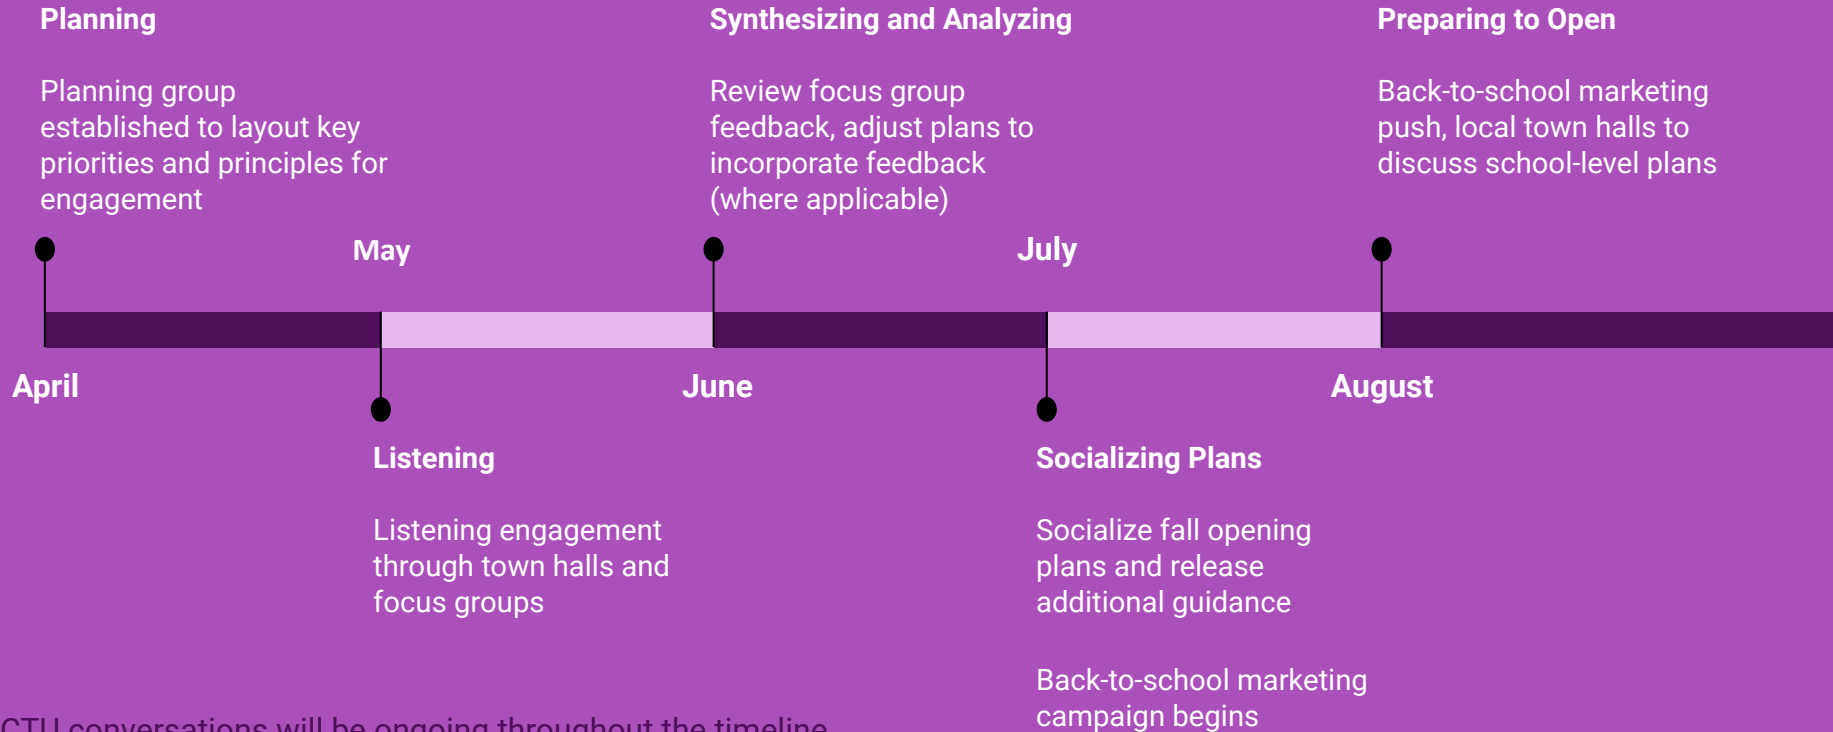 Planning
Planning group
established to layout key
priorities and principles for
engagement
Synthesizing and Analyzing
Review focus group
feedback, adjust plans to
incorporate feedback
(where applicable)
Preparing to Open
Back-to-school marketing
push, local town halls to
discuss school-level plans
May
July
April
June
August
Listening
Listening engagement
through town halls and
focus groups
Socializing Plans
Socialize fall opening
plans and release
additional guidance
Back-to-school marketing
campaign begins
CTU conversations will be ongoing throughout the timeline